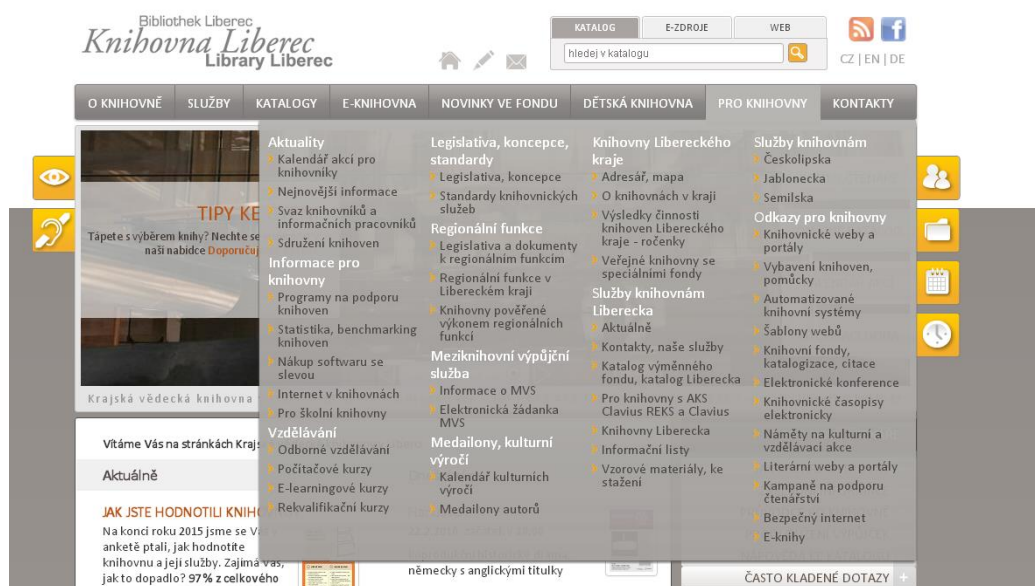 Bibliothek Liberec
Knihovna Liberec
Library Liberec
KATALOG
E-ZDROJE
WEB
hledej v katalogu
CZ | EN | DE
O KNIHOVNĚ
SLUŽBY
KATALOGY
E-KNIHOVNA
NOVINKY VE FONDU
DĚTSKÁ KNIHOVNA
PRO KNIHOVNY
KONTAKTY
Aktuality
Kalendář akcí pro
knihovníky
Nejnovější informace
Svaz knihovníků a
informačních pracovníků
Sdružení knihoven
Informace pro
knihovny
Programy na podporu
knihoven
Statistika, benchmarking
knihoven
Nákup softwaru se
slevou
Internet v knihovnách
Pro školní knihovny
Vzdělávání
Odborné vzdělávání
Počítačové kurzy
E-learningové kurzy
Rekvalifikační kurzy
Legislativa, koncepce,
standardy
Legislativa, koncepce
Standardy knihovnických
služeb
Regionální funkce
Legislativa a dokumenty
k regionálním funkcím
Regionální funkce v
Libereckém kraji
Knihovny pověřené
výkonem regionálních
funkcí
Meziknihovní výpůjční
služba
Informace o MVS
Elektronická žádanka
MVS
Medailony, kulturní
výročí
Kalendář kulturních
výročí
Medailony autorů
Knihovny Libereckého
kraje
Adresář, mapa
O knihovnách v kraji
Výsledky činnosti
knihoven Libereckého
kraje - ročenky
Veřejné knihovny se
speciálními fondy
Služby knihovnám
Liberecka
Aktuálně
Kontakty, naše služby
Katalog výměnného
fondu, katalog Liberecka
Pro knihovny s AKS
Clavius REKS a Clavius
Knihovny Liberecka
Informační listy
Vzorové materiály, ke
stažení
Služby knihovnám
Českolipska
Jablonecka
Semilska
Odkazy pro knihovny
Knihovnické weby a
portály
Vybavení knihoven,
pomůcky
Automatizované
knihovní systémy
Šablony webů
Knihovní fondy,
katalogizace, citace
Elektronické konference
Knihovnické časopisy
elektronicky
Náměty na kulturní a
vzdělávací akce
Literární weby a portály
Kampaně na podporu
čtenářství
Bezpečný internet
E-knihy
TIPY KE
Tápete s výběrem knihy? Nechte se
naší nabídce Doporučuj
Krajská vědecká knihovna
Vítáme Vás na stránkách Krajs
Aktuálně
JAK JSTE HODNOTILI KNIH
Na konci roku 2015 jsme se V
anketě ptali, jak hodnotíte
knihovnu a její služby. Zajímá vás,
jak to dopadlo? 97% z celkového
německy s anglickými titulky
ČASTO KLADENÉ DOTAZY +